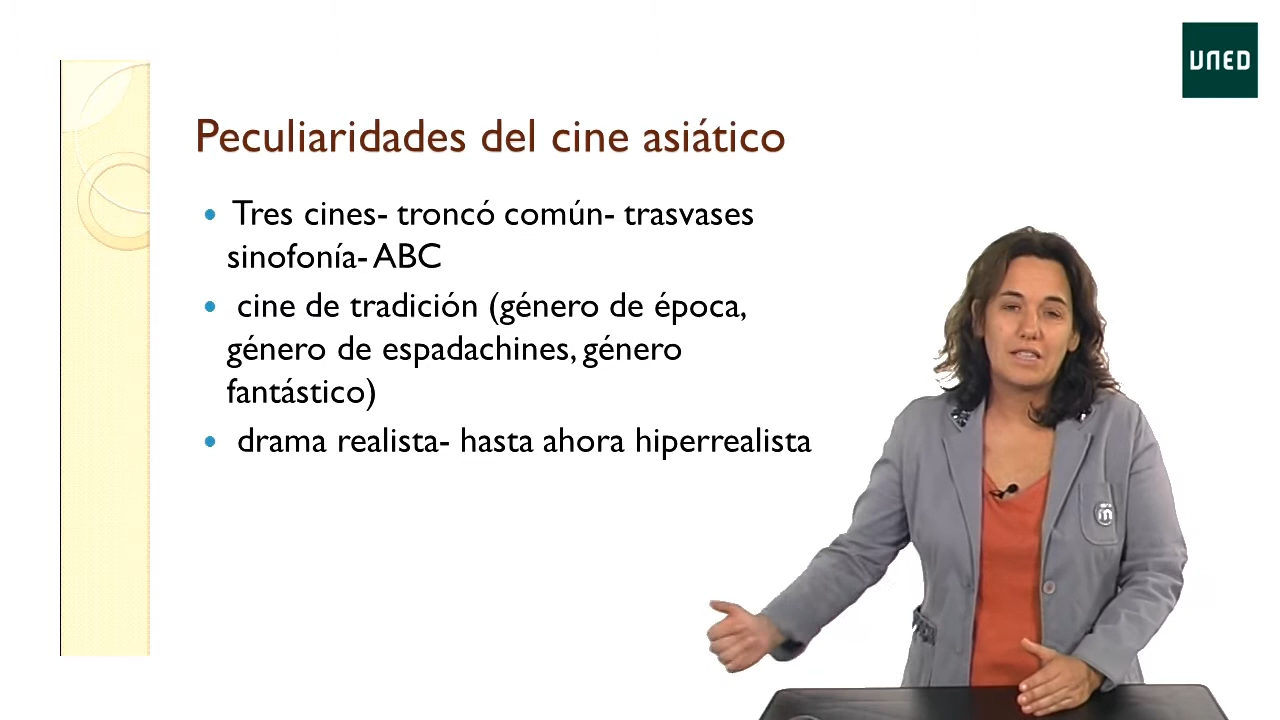 UNED
Peculiaridades del cine asiático
• Tres cines- troncó común- trasvases
sinofonía- ABC
• cine de tradición (género de época,
género de espadachines, género
fantástico)
• drama realista- hasta ahora hiperrealista